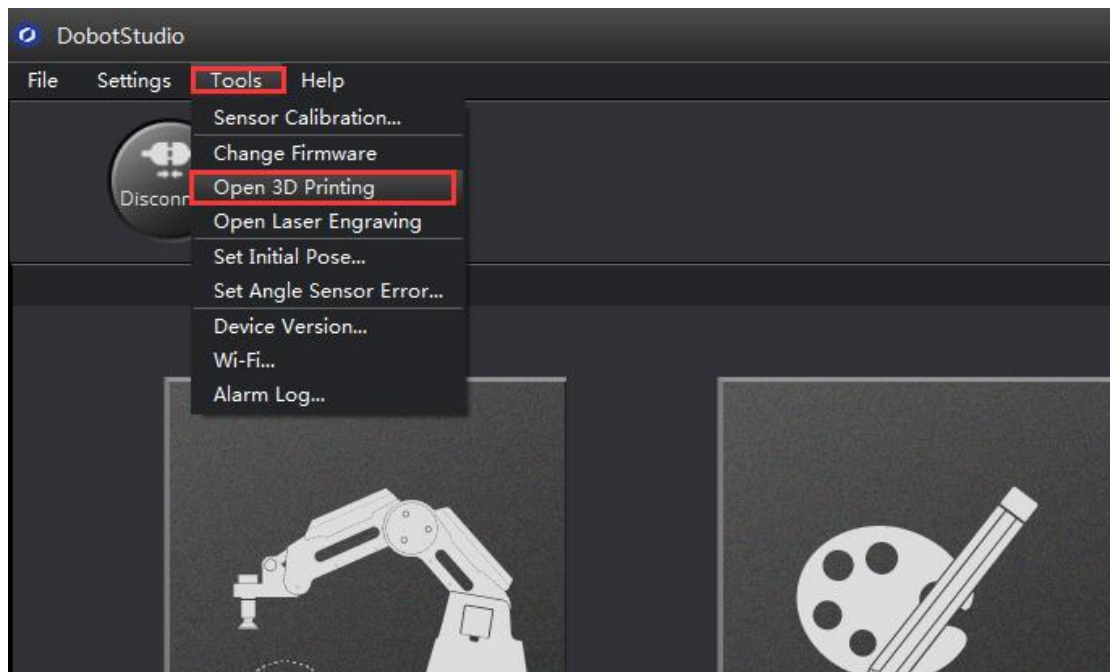 DobotStudio
File Settings Tools Help
Sensor Calibration...
Change Firmware
Open 3D Printing
Open Laser Engraving
Set Initial Pose...
Set Angle Sensor Error...
Device Version...
Wi-Fi...
Alarm Log...